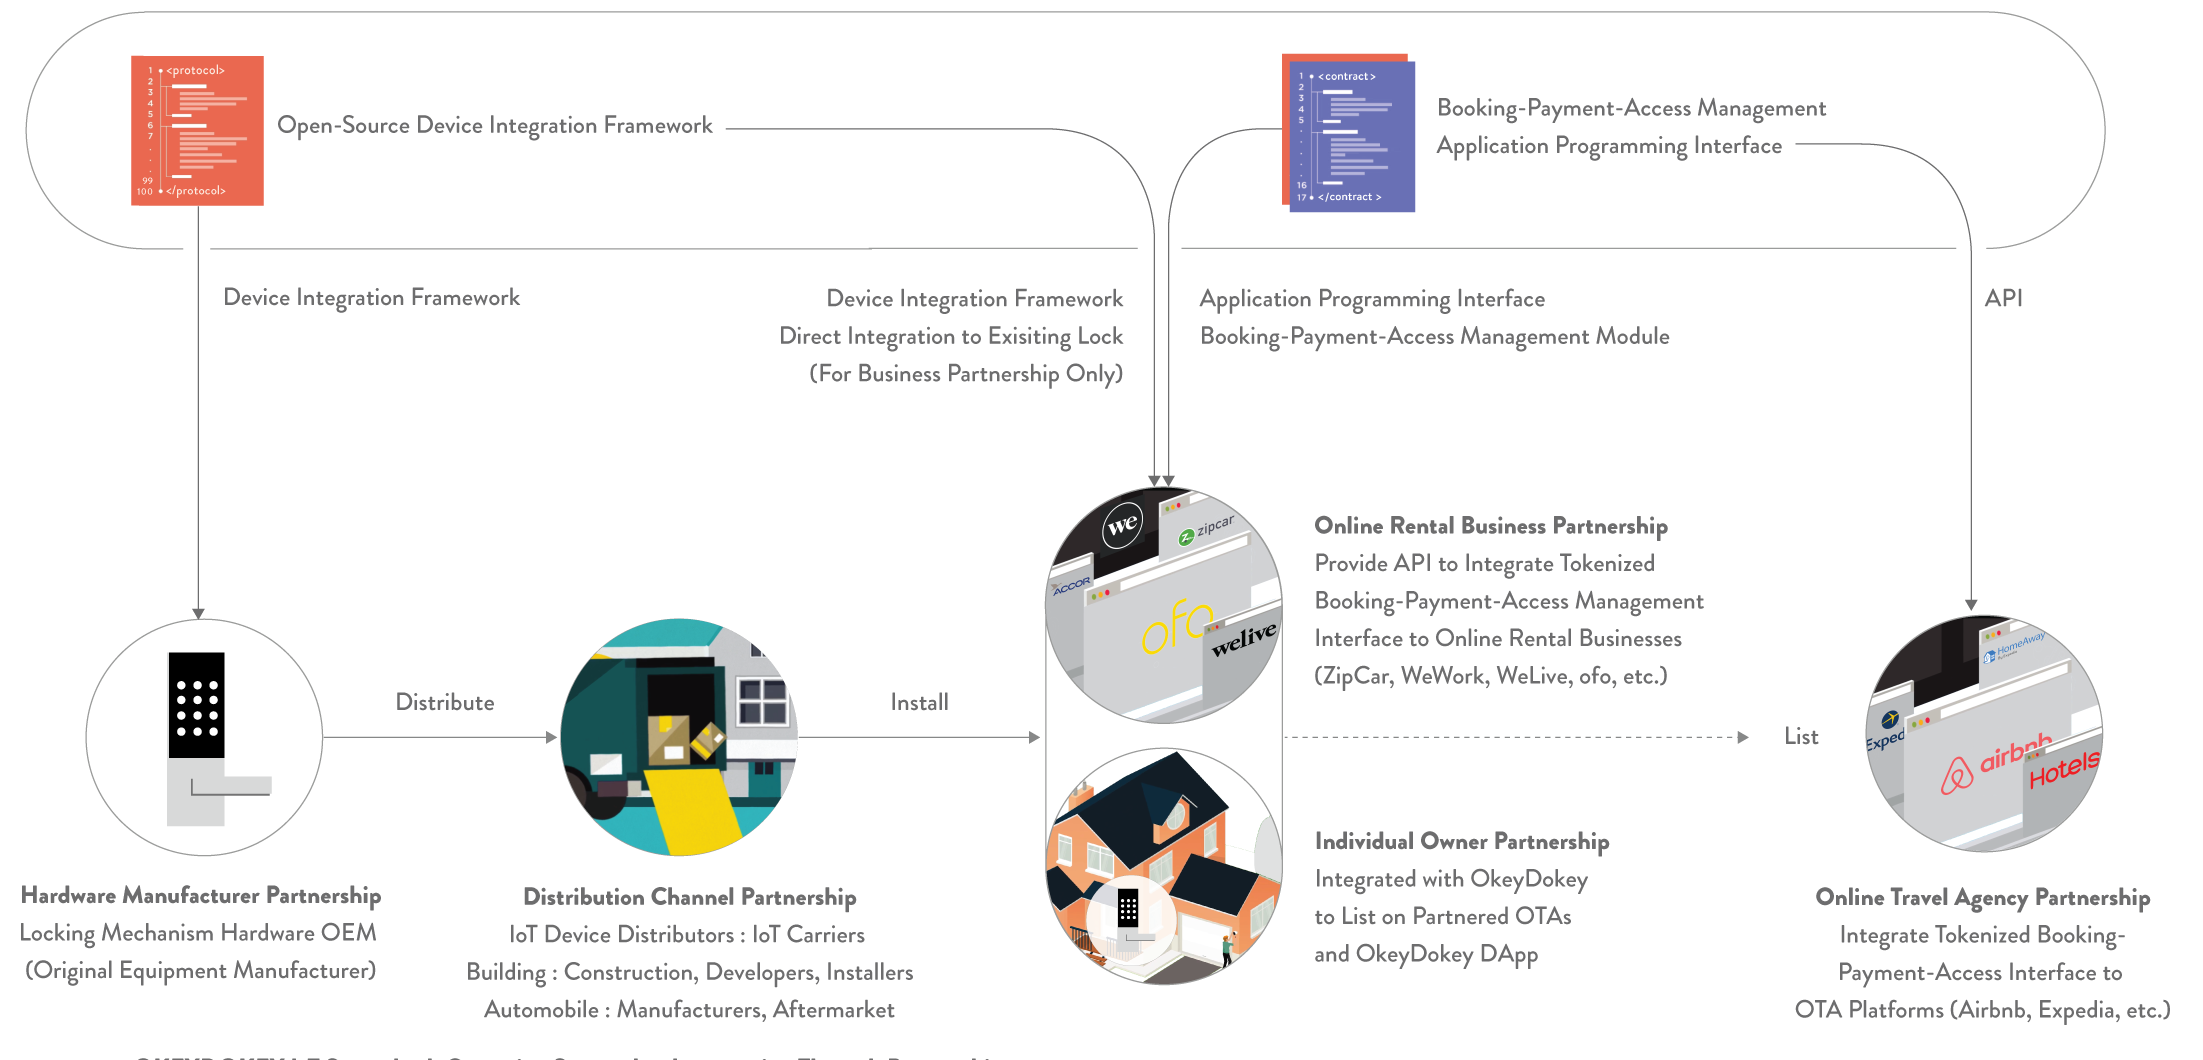 1 <protocol>
2
3
4
5
6
7
.
.
.
99
100 </protocol>
Open-Source Device Integration Framework
1 <contract>
2
3
4
5
.
.
.
.
.
16
17 </contract >
Booking-Payment-Access Management
Application Programming Interface
Device Integration Framework
Device Integration Framework
Direct Integration to Exisiting Lock
(For Business Partnership Only)
Application Programming Interface
Booking-Payment-Access Management Module
API
we
zipcar
ACCOR
ofo
welive
Online Rental Business Partnership
Provide API to Integrate Tokenized
Booking-Payment-Access Management
Interface to Online Rental Businesses
(ZipCar, WeWork, WeLive, ofo, etc.)
Distribute
Install
List
HomeAway
Exped
airbnb
Hotels
Individual Owner Partnership
Integrated with OkeyDokey
to List on Partnered OTAs
and OkeyDokey DApp
Hardware Manufacturer Partnership
Locking Mechanism Hardware OEM
(Original Equipment Manufacturer)
Distribution Channel Partnership
IoT Device Distributors : IoT Carriers
Building : Construction, Developers, Installers
Automobile : Manufacturers, Aftermarket
Online Travel Agency Partnership
Integrate Tokenized Booking-
Payment-Access Interface to
OTA Platforms (Airbnb, Expedia, etc.)